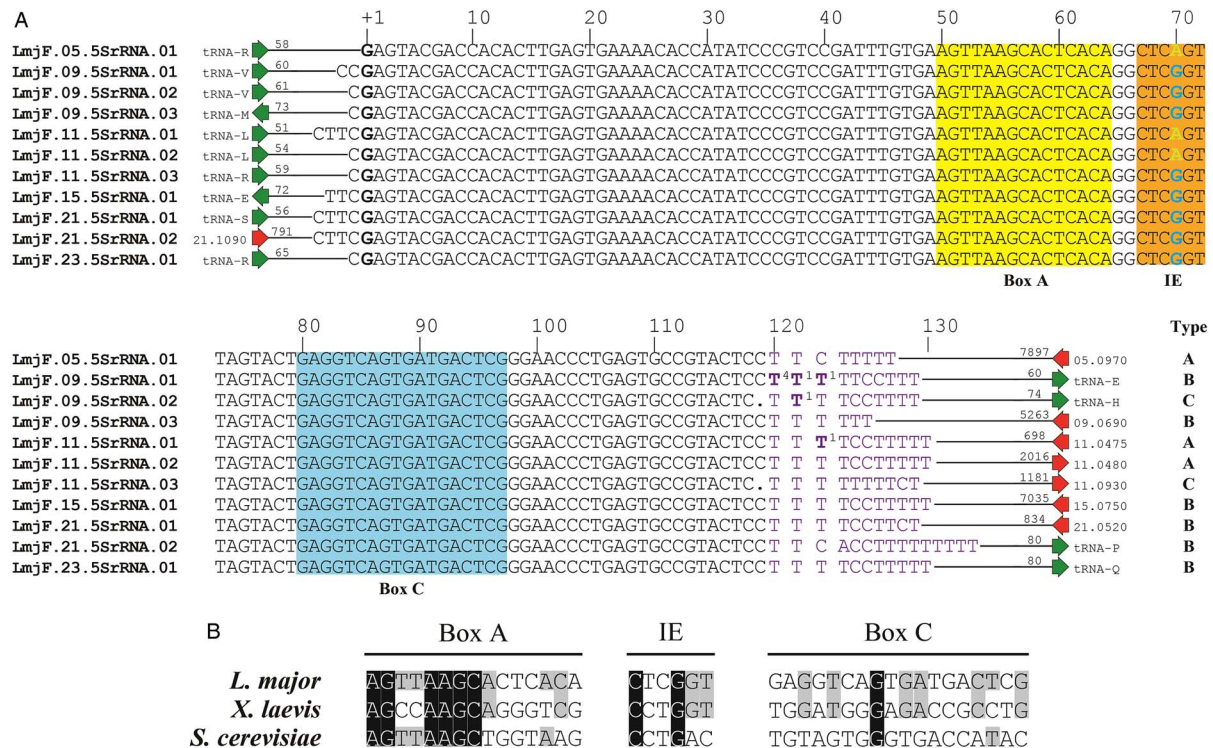 A
+1 10 20 30 40 50 60 70
LmjF.05.5SrRNA.01 tRNA-R 58 GAGTACGACCACACTTGAGTGAAAACACCATATCCCGTCCGATTTGTGAAGTTAAGCACTCACAGGCTCAGT
LmjF.09.5SrRNA.01 tRNA-V 60 CCGAGTACGACCACACTTGAGTGAAAACACCATATCCCGTCCGATTTGTGAAGTTAAGCACTCACAGGCTCGGT
LmjF.09.5SrRNA.02 tRNA-V 61 CGAGTACGACCACACTTGAGTGAAAACACCATATCCCGTCCGATTTGTGAAGTTAAGCACTCACAGGCTCGGT
LmjF.09.5SrRNA.03 tRNA-M 73 CGAGTACGACCACACTTGAGTGAAAACACCATATCCCGTCCGATTTGTGAAGTTAAGCACTCACAGGCTCGGT
LmjF.11.5SrRNA.01 tRNA-L 51 CTTCGAGTACGACCACACTTGAGTGAAAACACCATATCCCGTCCGATTTGTGAAGTTAAGCACTCACAGGCTCAGT
LmjF.11.5SrRNA.02 tRNA-L 54 CGAGTACGACCACACTTGAGTGAAAACACCATATCCCGTCCGATTTGTGAAGTTAAGCACTCACAGGCTCAGT
LmjF.11.5SrRNA.03 tRNA-R 59 CGAGTACGACCACACTTGAGTGAAAACACCATATCCCGTCCGATTTGTGAAGTTAAGCACTCACAGGCTCGGT
LmjF.15.5SrRNA.01 tRNA-E 72 TTCGAGTACGACCACACTTGAGTGAAAACACCATATCCCGTCCGATTTGTGAAGTTAAGCACTCACAGGCTCGGT
LmjF.21.5SrRNA.01 tRNA-S 56 CTTCGAGTACGACCACACTTGAGTGAAAACACCATATCCCGTCCGATTTGTGAAGTTAAGCACTCACAGGCTCGGT
LmjF.21.5SrRNA.02 21.1090 791 CTTCGAGTACGACCACACTTGAGTGAAAACACCATATCCCGTCCGATTTGTGAAGTTAAGCACTCACAGGCTCGGT
LmjF.23.5SrRNA.01 tRNA-R 65 CGAGTACGACCACACTTGAGTGAAAACACCATATCCCGTCCGATTTGTGAAGTTAAGCACTCACAGGCTCGGT
Box A IE
80 90 100 110 120 130 Type
LmjF.05.5SrRNA.01 TAGTACTGAGGTCAGTGATGACTCGGGAACCCTGAGTGCCGTACTCCT T C TTTTT 7897 05.0970 A
LmjF.09.5SrRNA.01 TAGTACTGAGGTCAGTGATGACTCGGGAACCCTGAGTGCCGTACTCCT⁴T¹T¹TTCCTTT 60 tRNA-E B
LmjF.09.5SrRNA.02 TAGTACTGAGGTCAGTGATGACTCGGGAACCCTGAGTGCCGTACTCC.T T¹T TCCTTTT 74 tRNA-H C
LmjF.09.5SrRNA.03 TAGTACTGAGGTCAGTGATGACTCGGGAACCCTGAGTGCCGTACTCCT T T TTT 5263 09.0690 B
LmjF.11.5SrRNA.01 TAGTACTGAGGTCAGTGATGACTCGGGAACCCTGAGTGCCGTACTCCT T T¹TCCTTTTT 698 11.0475 A
LmjF.11.5SrRNA.02 TAGTACTGAGGTCAGTGATGACTCGGGAACCCTGAGTGCCGTACTCCT T T TCCTTTTT 2016 11.0480 A
LmjF.11.5SrRNA.03 TAGTACTGAGGTCAGTGATGACTCGGGAACCCTGAGTGCCGTACTCC.T T T TTTTTCT 1181 11.0930 C
LmjF.15.5SrRNA.01 TAGTACTGAGGTCAGTGATGACTCGGGAACCCTGAGTGCCGTACTCCT T T TCCTTTTT 7035 15.0750 B
LmjF.21.5SrRNA.01 TAGTACTGAGGTCAGTGATGACTCGGGAACCCTGAGTGCCGTACTCCT T T TCCTTCT 834 21.0520 B
LmjF.21.5SrRNA.02 TAGTACTGAGGTCAGTGATGACTCGGGAACCCTGAGTGCCGTACTCCT T C ACCTTTTTTTTT 80 tRNA-P B
LmjF.23.5SrRNA.01 TAGTACTGAGGTCAGTGATGACTCGGGAACCCTGAGTGCCGTACTCCT T T TCCTTTTT 80 tRNA-Q B
Box C
B Box A IE Box C
L. major AGTTAAGCACTCACA CTCGGT GAGGTCAGTGATGACTCG
X. laevis AGCCAAGCAGGGTCG CCTGGT TGGATGGGAGACCGCCTG
S. cerevisiae AGTTAAGCTGGTAAG CCTGAC TGTAGTGGGTGACCATAC